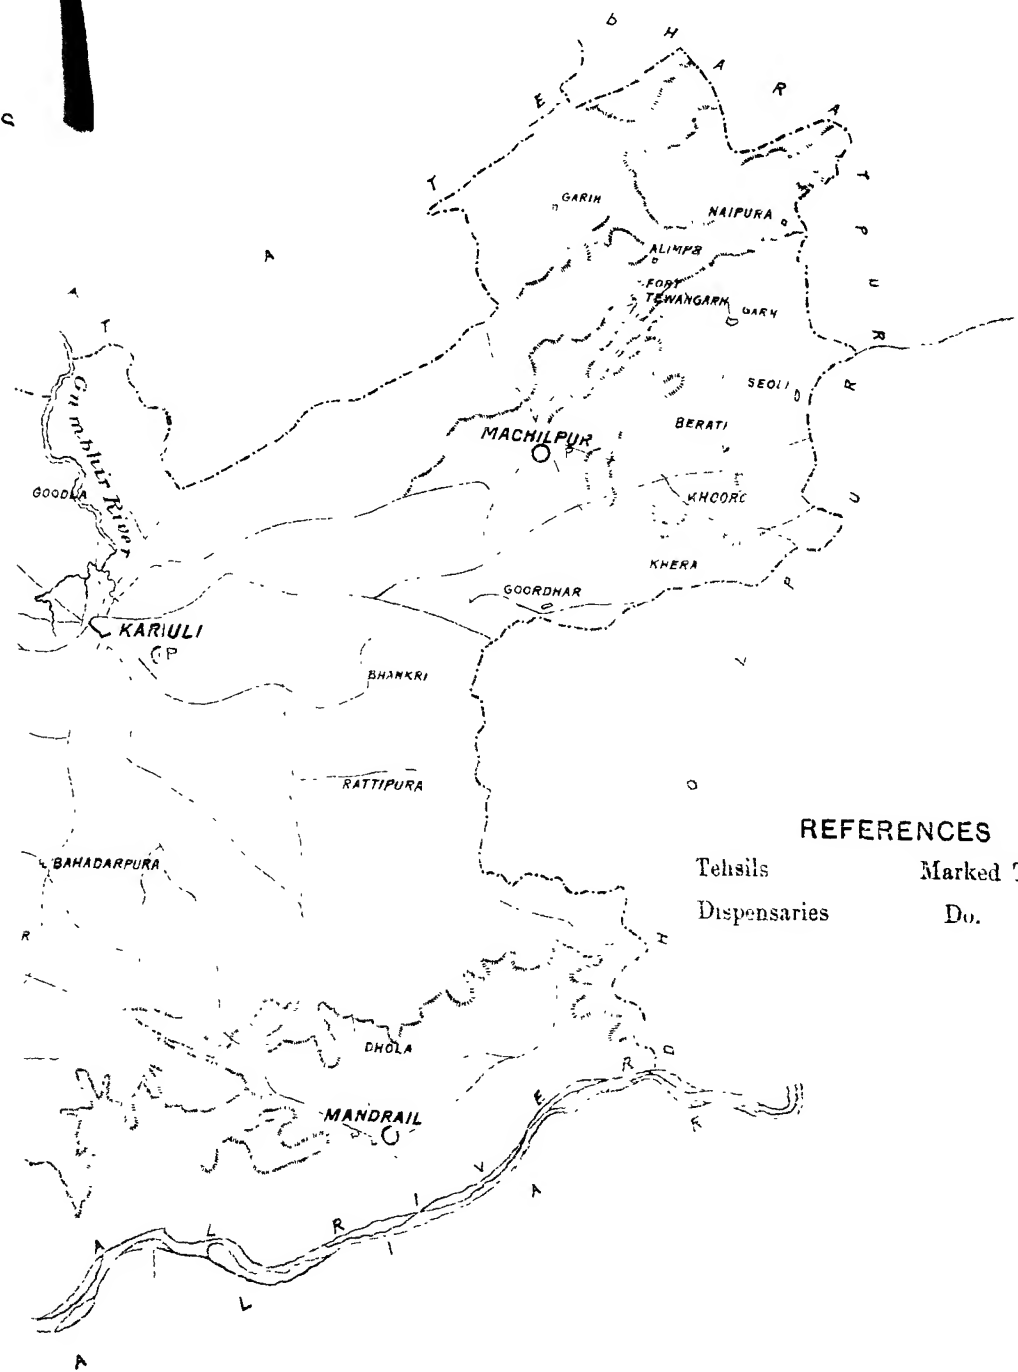 GARIH
NAIPURA
ALIMPR
FORT
TEWANGARH
GARH
SEOLI
BERATI
MACHILPUR
P
Gumbhir River
GOODLA
KHOORC
KHERA
GOORDHAR
KARIULI
P
BHANKRI
RATTIPURA
REFERENCES
Tehsils Marked T
Dispensaries Do.
BAHADARPURA
DHOLA
MANDRAIL
B H A R A T P U R
D H O L P U R
R I V E R